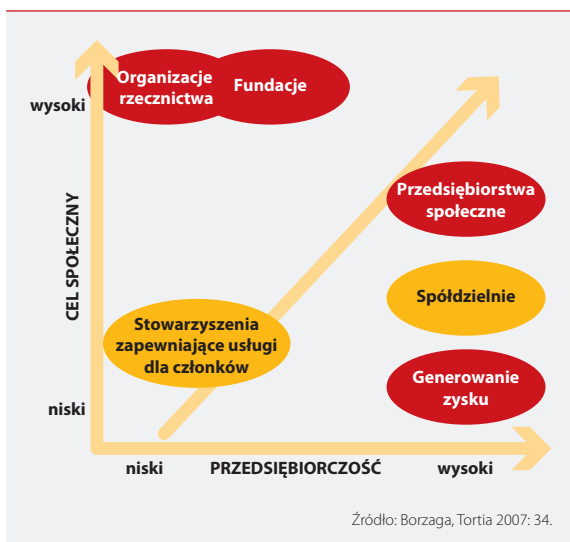 Organizacje
rzecznictwa
Fundacje
wysoki
Przedsiębiorstwa
społeczne
CEL SPOŁECZNY
Spółdzielnie
Stowarzyszenia
zapewniające usługi
dla członków
Generowanie
zysku
niski
niski PRZEDSIĘBIORCZOŚĆ wysoki
Źródło: Borzaga, Tortia 2007: 34.